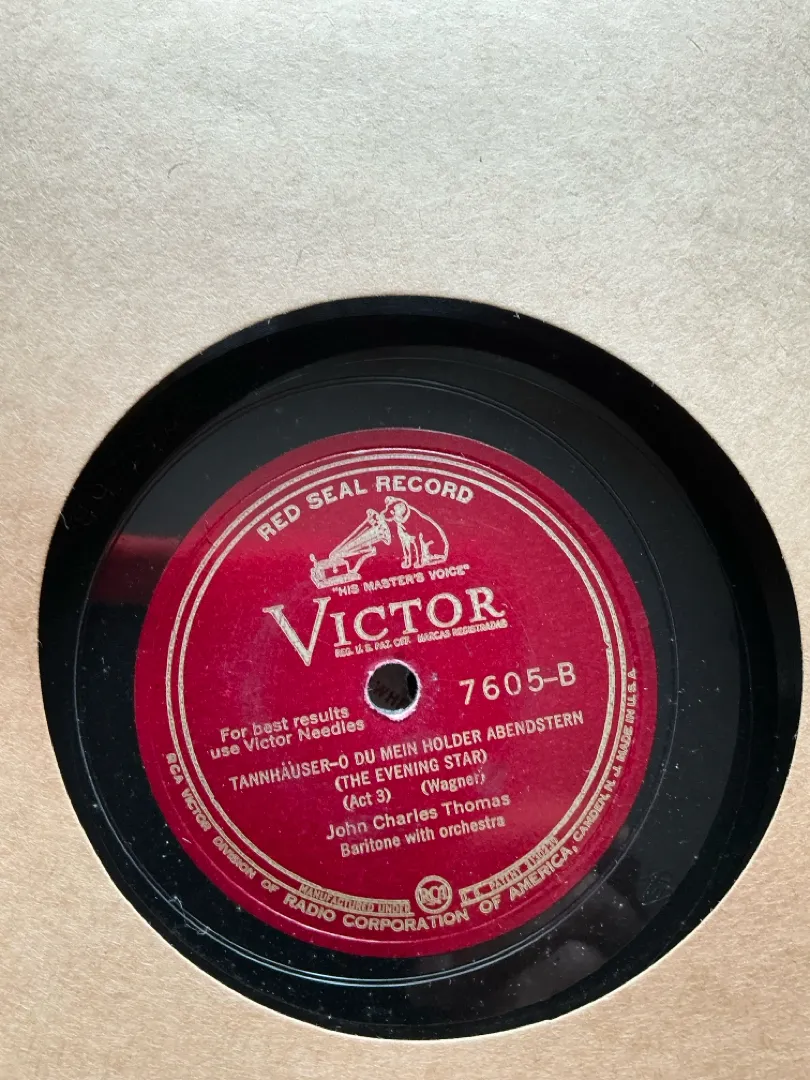 RED SEAL RECORD
"HIS MASTER'S VOICE"
VICTOR
REG. U. S. PAT. OFF. MARCAS REGISTRADAS
7605-B
For best results
use Victor Needles
TANNHÄUSER-O DU MEIN HOLDER ABENDSTERN
(THE EVENING STAR)
(Act 3) (Wagner)
John Charles Thomas
Baritone with orchestra
MANUFACTURED UNDER RCA U. S. PATENT
RCA VICTOR DIVISION OF RADIO CORPORATION OF AMERICA, CAMDEN, N. J. MADE IN U.S.A.